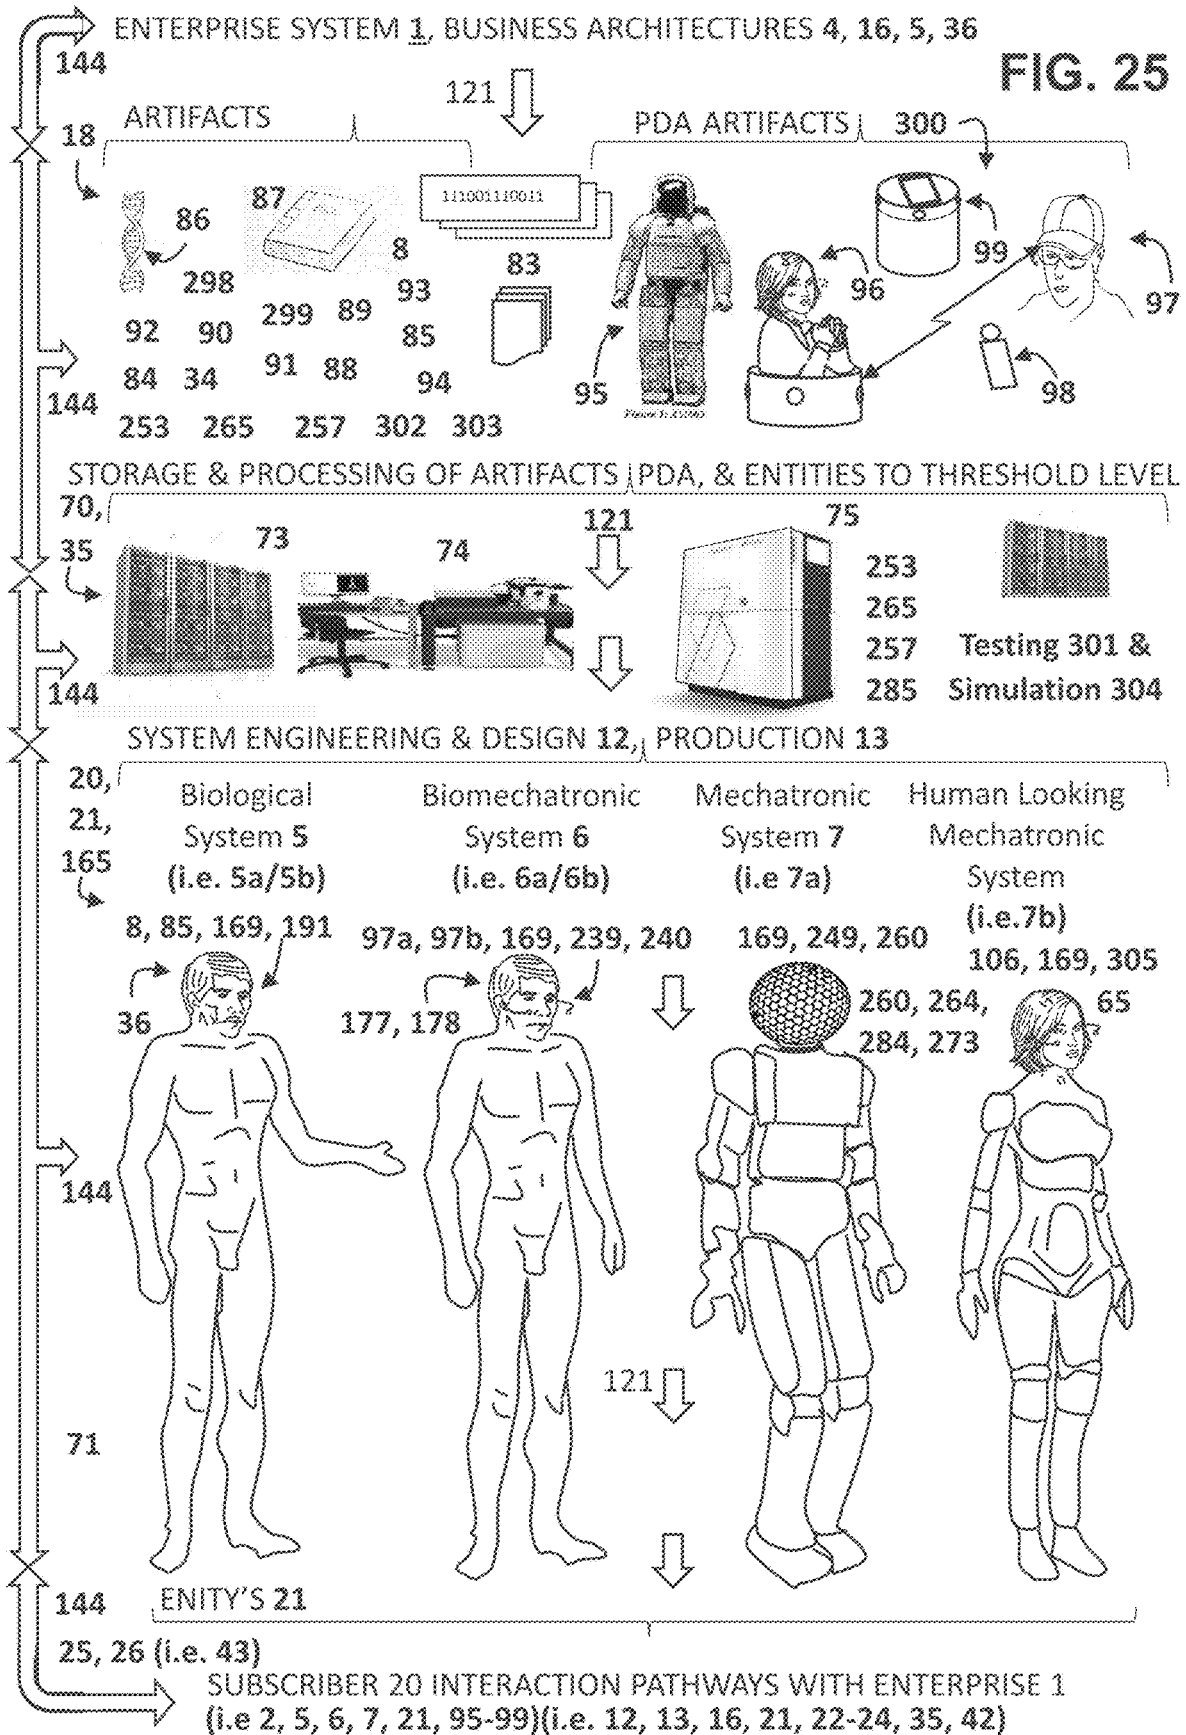 ENTERPRISE SYSTEM 1, BUSINESS ARCHITECTURES 4, 16, 5, 36
144
FIG. 25
121
ARTIFACTS
PDA ARTIFACTS
300
18
87
111001110011
86
8
83
99
96
97
298
93
92
90
299
89
85
84
34
91
88
94
95
98
144
253
265
257
302
303
STORAGE & PROCESSING OF ARTIFACTS
PDA, & ENTITIES TO THRESHOLD LEVEL
70,
35
73
74
121
75
253
265
257
285
Testing 301 &
Simulation 304
144
SYSTEM ENGINEERING & DESIGN 12,
PRODUCTION 13
20,
21,
165
Biological
System 5
(i.e. 5a/5b)
8, 85, 169, 191
36
Biomechatronic
System 6
(i.e. 6a/6b)
97a, 97b, 169, 239, 240
177, 178
Mechatronic
System 7
(i.e 7a)
169, 249, 260
260, 264,
284, 273
Human Looking
Mechatronic
System
(i.e.7b)
106, 169, 305
65
144
121
71
ENITY'S 21
144
25, 26 (i.e. 43)
SUBSCRIBER 20 INTERACTION PATHWAYS WITH ENTERPRISE 1
(i.e 2, 5, 6, 7, 21, 95-99)(i.e. 12, 13, 16, 21, 22-24, 35, 42)